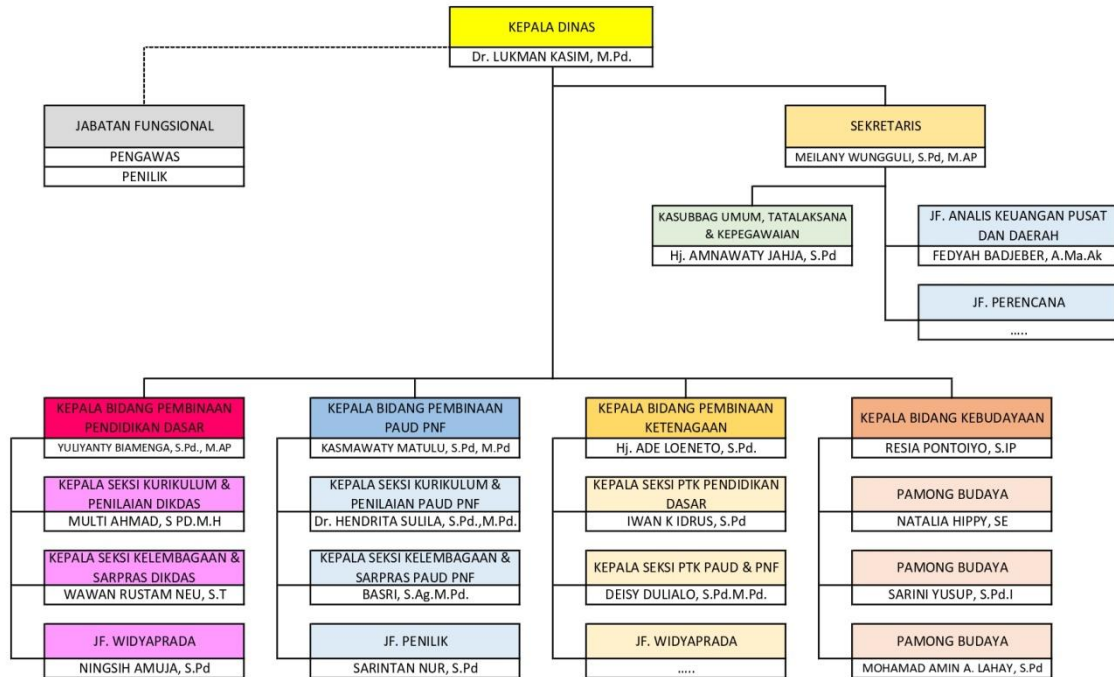 KEPALA DINAS
Dr. LUKMAN KASIM, M.Pd.
JABATAN FUNGSIONAL
PENGAWAS
PENILIK
SEKRETARIS
MEILANY WUNGGULI, S.Pd, M.AP
KASUBBAG UMUM, TATALAKSANA
& KEPEGAWAIAN
Hj. AMNAWATY JAHJA, S.Pd
JF. ANALIS KEUANGAN PUSAT
DAN DAERAH
FEDYAH BADJEBER, A.Ma.Ak
JF. PERENCANA
.....
KEPALA BIDANG PEMBINAAN
PENDIDIKAN DASAR
YULIYANTY BIAMENGA, S.Pd., M.AP
KEPALA SEKSI KURIKULUM &
PENILAIAN DIKDAS
MULTI AHMAD, S PD.M.H
KEPALA SEKSI KELEMBAGAAN &
SARPRAS DIKDAS
WAWAN RUSTAM NEU, S.T
JF. WIDYAPRADA
NINGSIH AMUJA, S.Pd
KEPALA BIDANG PEMBINAAN
PAUD PNF
KASMAWATY MATULU, S.Pd, M.Pd
KEPALA SEKSI KURIKULUM &
PENILAIAN PAUD PNF
Dr. HENDRITA SULILA, S.Pd.,M.Pd.
KEPALA SEKSI KELEMBAGAAN &
SARPRAS PAUD PNF
BASRI, S.Ag.M.Pd.
JF. PENILIK
SARINTAN NUR, S.Pd
KEPALA BIDANG PEMBINAAN
KETENAGAAN
Hj. ADE LOENETO, S.Pd.
KEPALA SEKSI PTK PENDIDIKAN
DASAR
IWAN K IDRUS, S.Pd
KEPALA SEKSI PTK PAUD & PNF
DEISY DULIALO, S.Pd.M.Pd.
JF. WIDYAPRADA
.....
KEPALA BIDANG KEBUDAYAAN
RESIA PONTOIYO, S.IP
PAMONG BUDAYA
NATALIA HIPPY, SE
PAMONG BUDAYA
SARINI YUSUP, S.Pd.I
PAMONG BUDAYA
MOHAMAD AMIN A. LAHAY, S.Pd